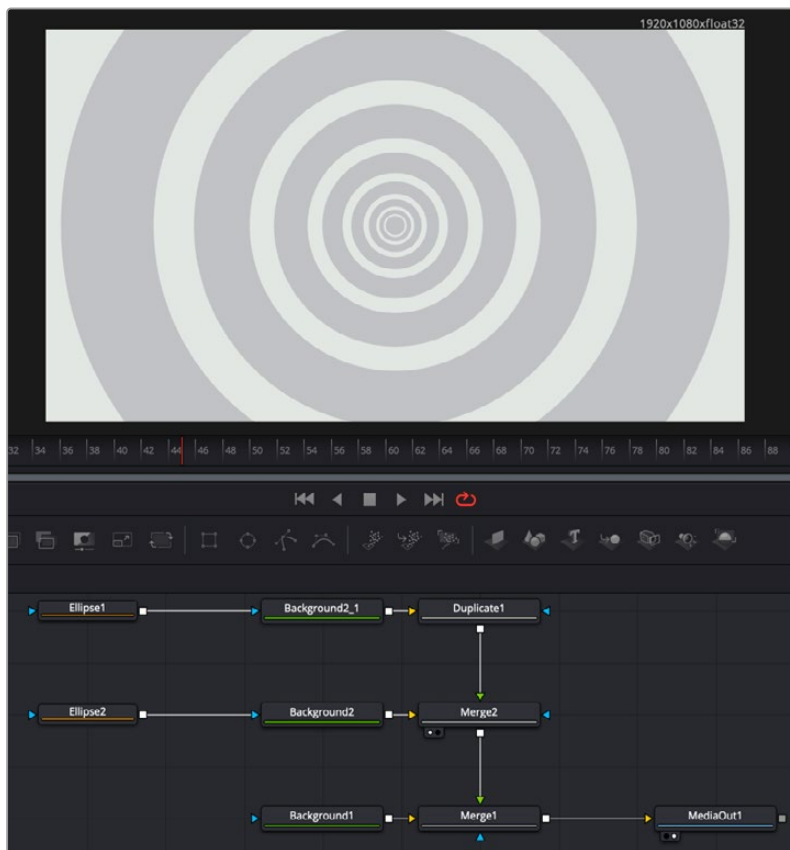 1920x1080xfloat32
32 34 36 38 40 42 44 46 48 50 52 54 56 58 60 62 64 66 68 70 72 74 76 78 80 82 84 86 88
Ellipse1 Background2_1 Duplicate1
Ellipse2 Background2 Merge2
Background1 Merge1 MediaOut1